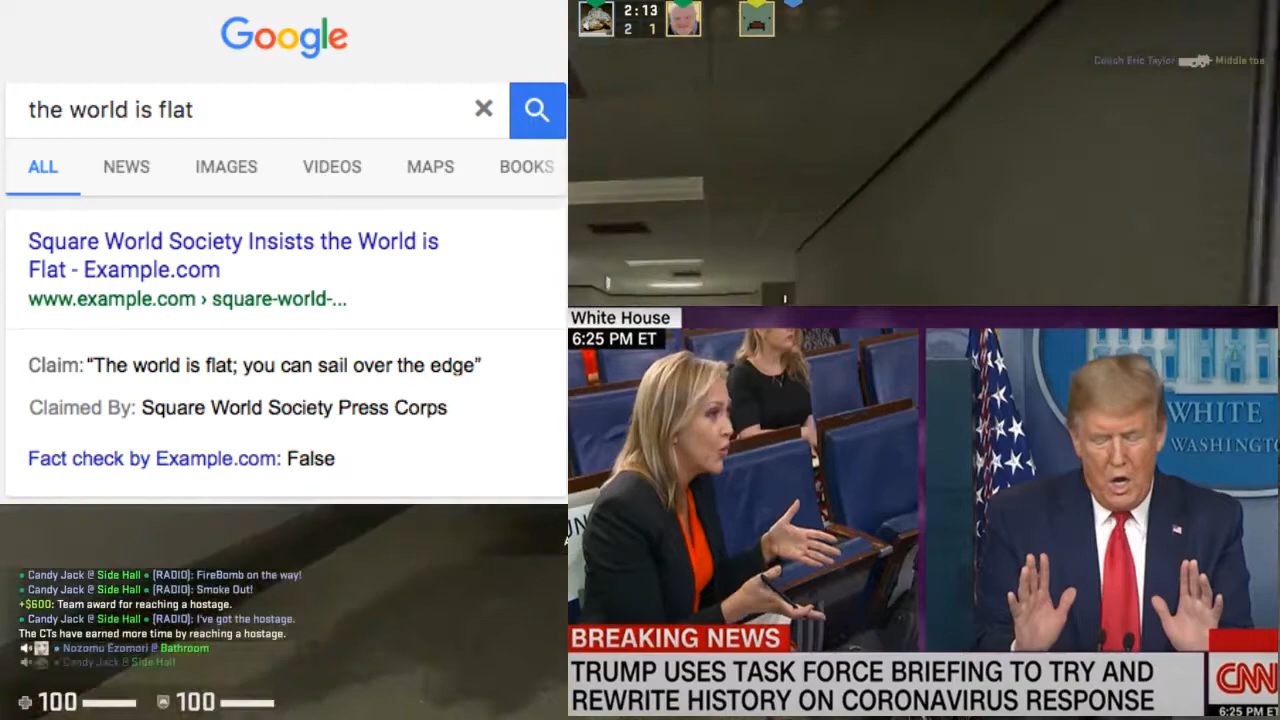 Google
the world is flat
ALL NEWS IMAGES VIDEOS MAPS BOOKS
Square World Society Insists the World is
Flat - Example.com
www.example.com › square-world-...
Claim: “The world is flat; you can sail over the edge”
Claimed By: Square World Society Press Corps
Fact check by Example.com: False
2:13
2 1
Coach Eric Taylor Middle toe
White House
6:25 PM ET
WHITE
WASHINGTO
BREAKING NEWS
TRUMP USES TASK FORCE BRIEFING TO TRY AND
REWRITE HISTORY ON CORONAVIRUS RESPONSE
CNN
6:25 PM ET
• Candy Jack @ Side Hall • [RADIO]: FireBomb on the way!
• Candy Jack @ Side Hall • [RADIO]: Smoke Out!
+$600: Team award for reaching a hostage.
• Candy Jack @ Side Hall • [RADIO]: I've got the hostage.
The CTs have earned more time by reaching a hostage.
• Nozomu Ezomori @ Bathroom
• Candy Jack @ Side Hall
100 100